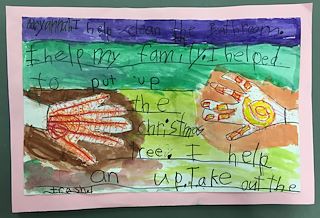 I help clean the bathroom.
I help my family. I helped
to put up
the
christmas
tree. I help
an up. take out the